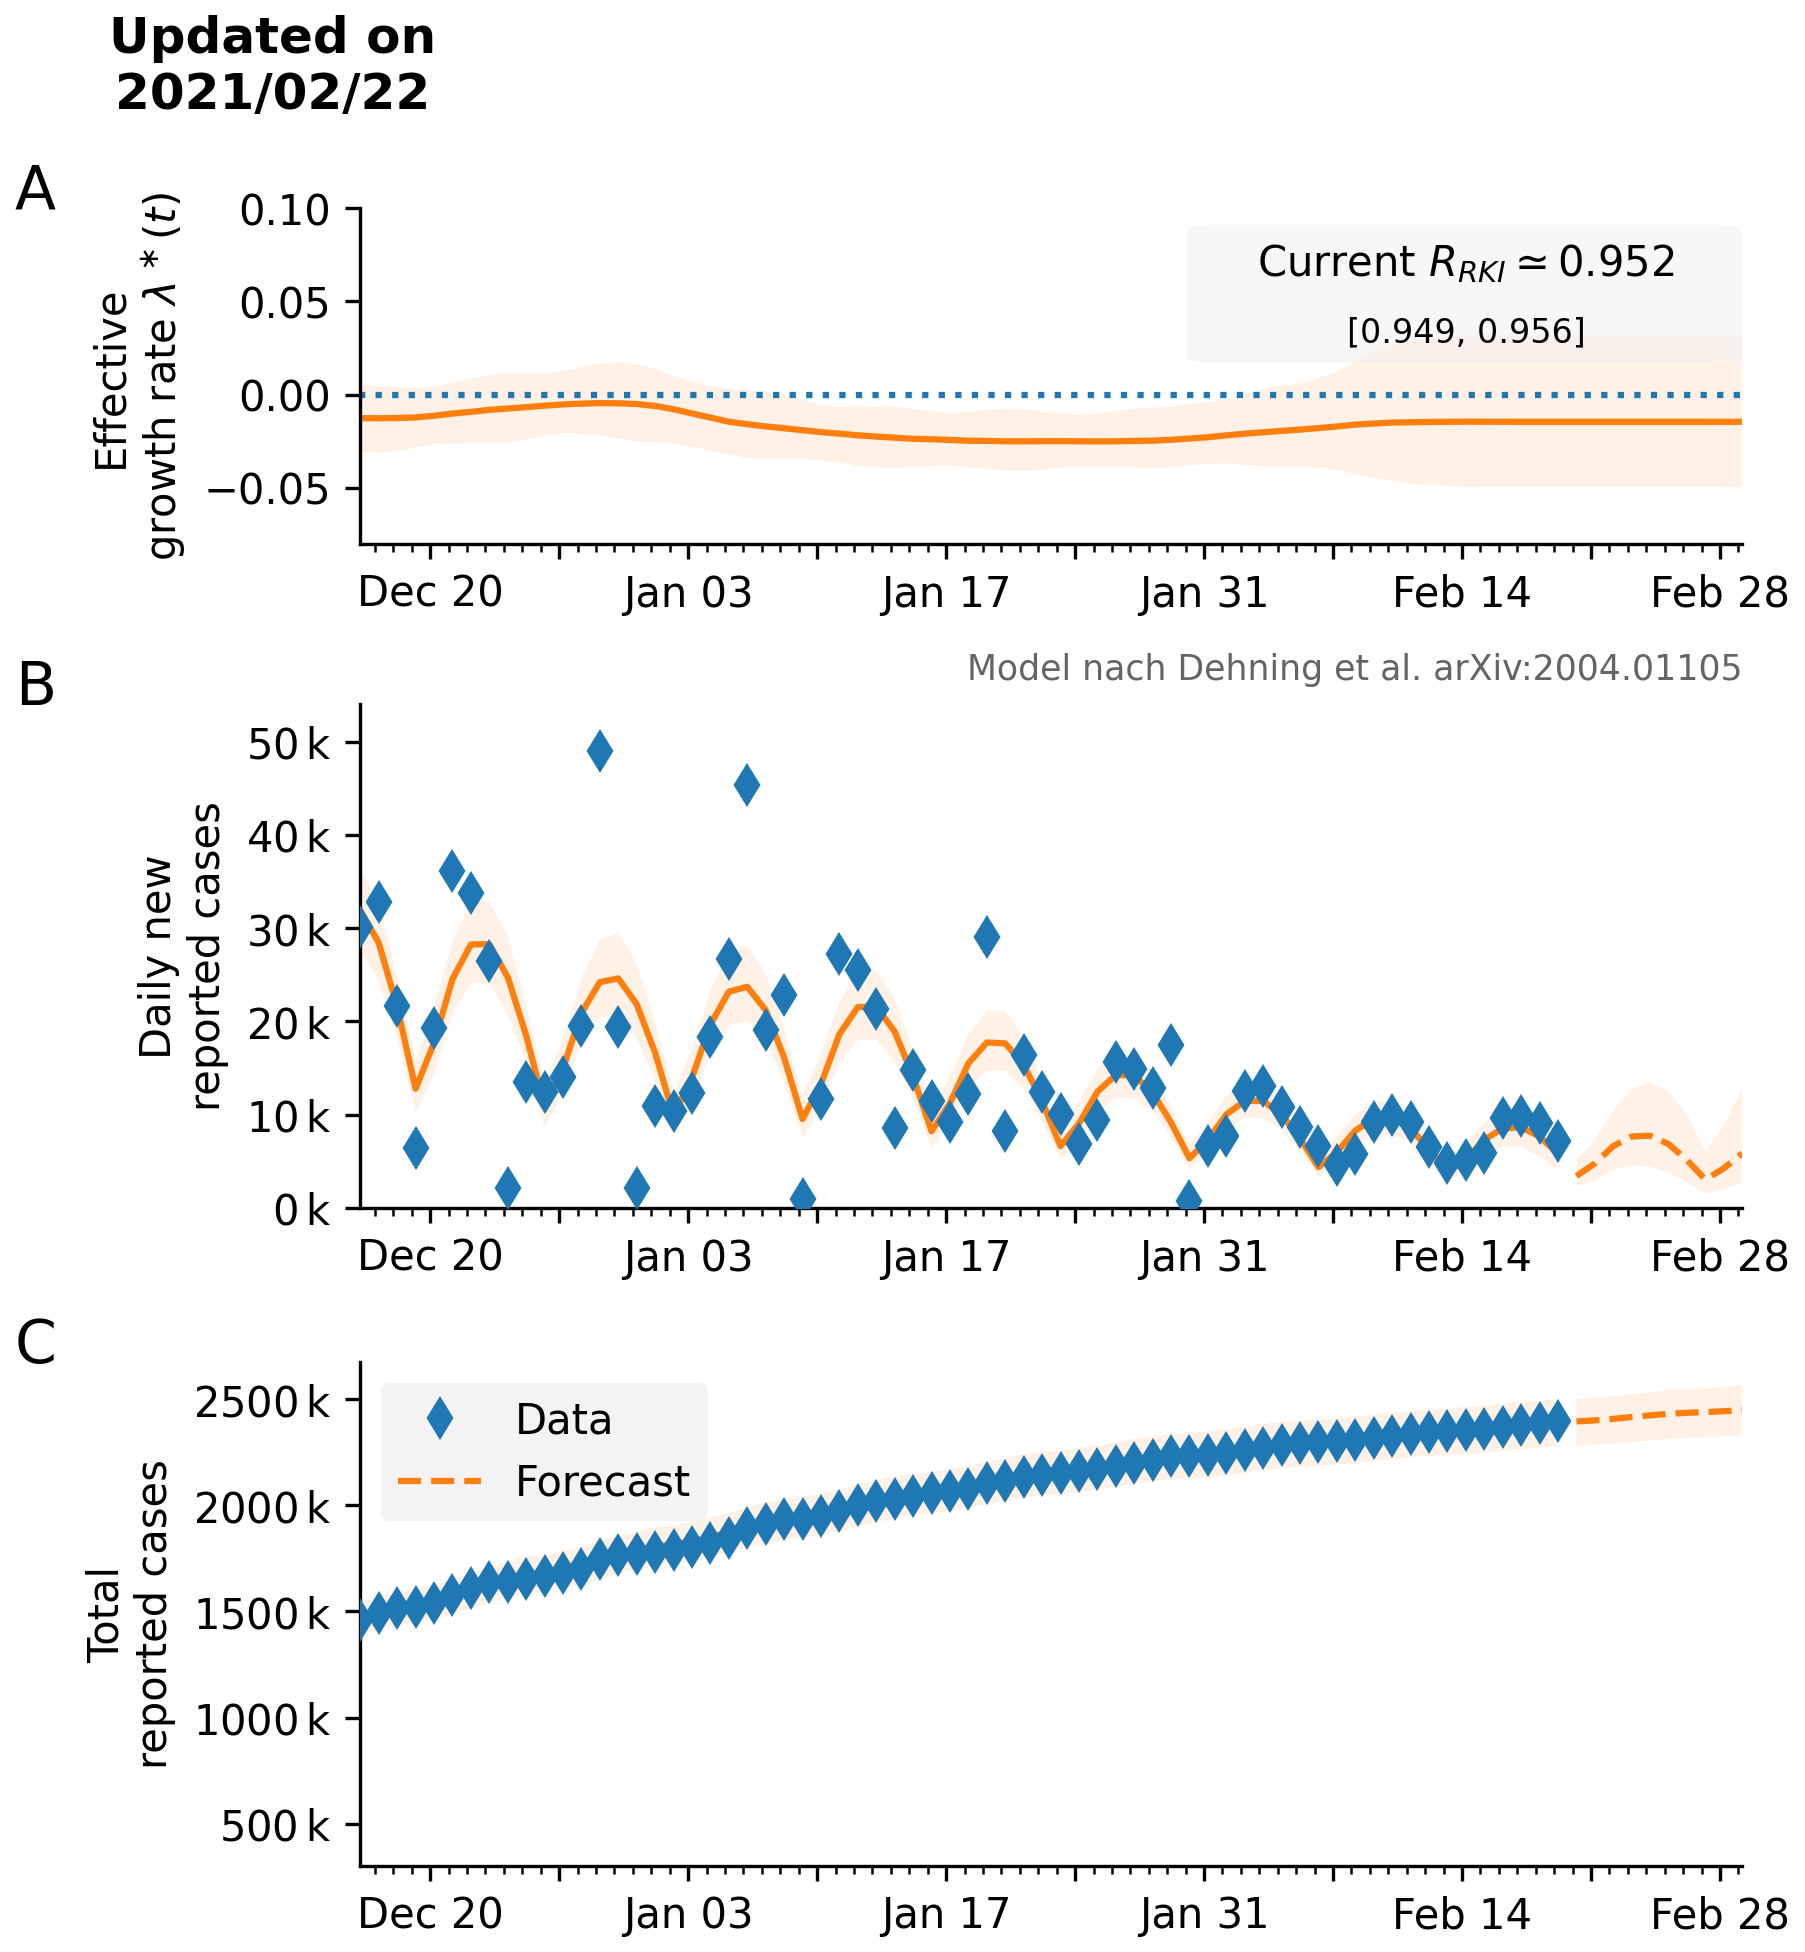 Updated on
2021/02/22
A
Effective
growth rate λ * (t)
0.10
0.05
0.00
−0.05
Current R_RKI ≃ 0.952
[0.949, 0.956]
Dec 20
Jan 03
Jan 17
Jan 31
Feb 14
Feb 28
Model nach Dehning et al. arXiv:2004.01105
B
Daily new
reported cases
50 k
40 k
30 k
20 k
10 k
0 k
Dec 20
Jan 03
Jan 17
Jan 31
Feb 14
Feb 28
C
Total
reported cases
2500 k
2000 k
1500 k
1000 k
500 k
Data
Forecast
Dec 20
Jan 03
Jan 17
Jan 31
Feb 14
Feb 28